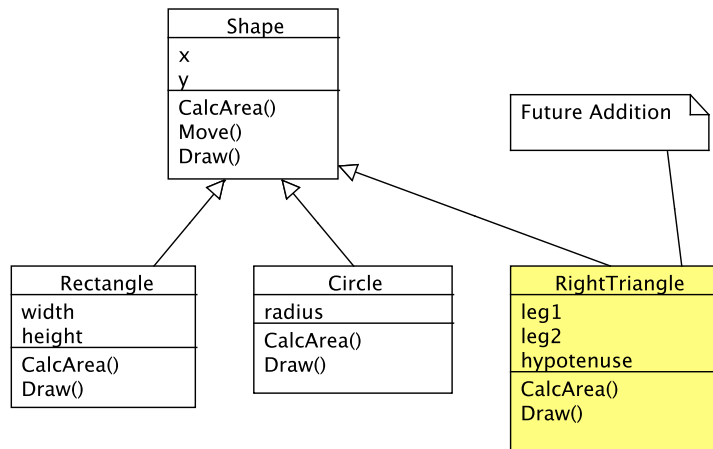 Shape
x
y
CalcArea()
Move()
Draw()
Future Addition
Rectangle
width
height
CalcArea()
Draw()
Circle
radius
CalcArea()
Draw()
RightTriangle
leg1
leg2
hypotenuse
CalcArea()
Draw()